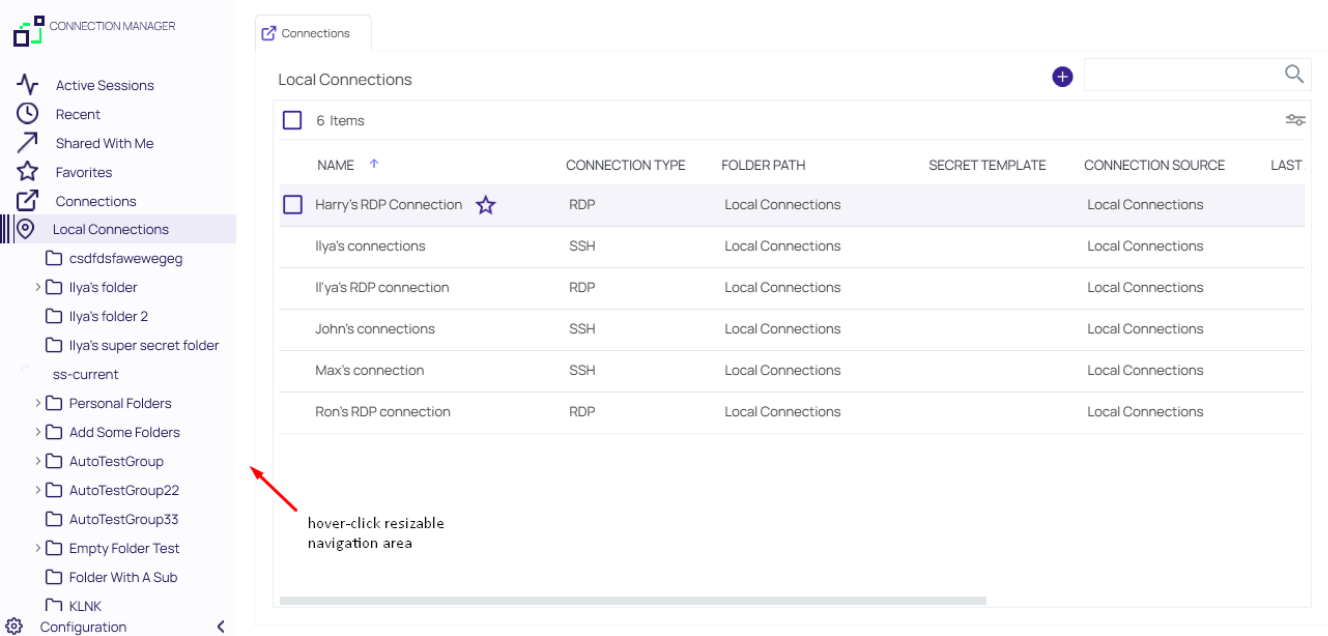 CONNECTION MANAGER
Active Sessions
Recent
Shared With Me
Favorites
Connections
Local Connections
csdfdsfawewegeg
Ilya's folder
Ilya's folder 2
Ilya's super secret folder
ss-current
Personal Folders
Add Some Folders
AutoTestGroup
AutoTestGroup22
AutoTestGroup33
Empty Folder Test
Folder With A Sub
KLNK
Configuration
Connections
Local Connections
6 Items
NAME CONNECTION TYPE FOLDER PATH SECRET TEMPLATE CONNECTION SOURCE LAST
Harry's RDP Connection RDP Local Connections Local Connections
Ilya's connections SSH Local Connections Local Connections
Il'ya's RDP connection RDP Local Connections Local Connections
John's connections SSH Local Connections Local Connections
Max's connection SSH Local Connections Local Connections
Ron's RDP connection RDP Local Connections Local Connections
hover-click resizable
navigation area